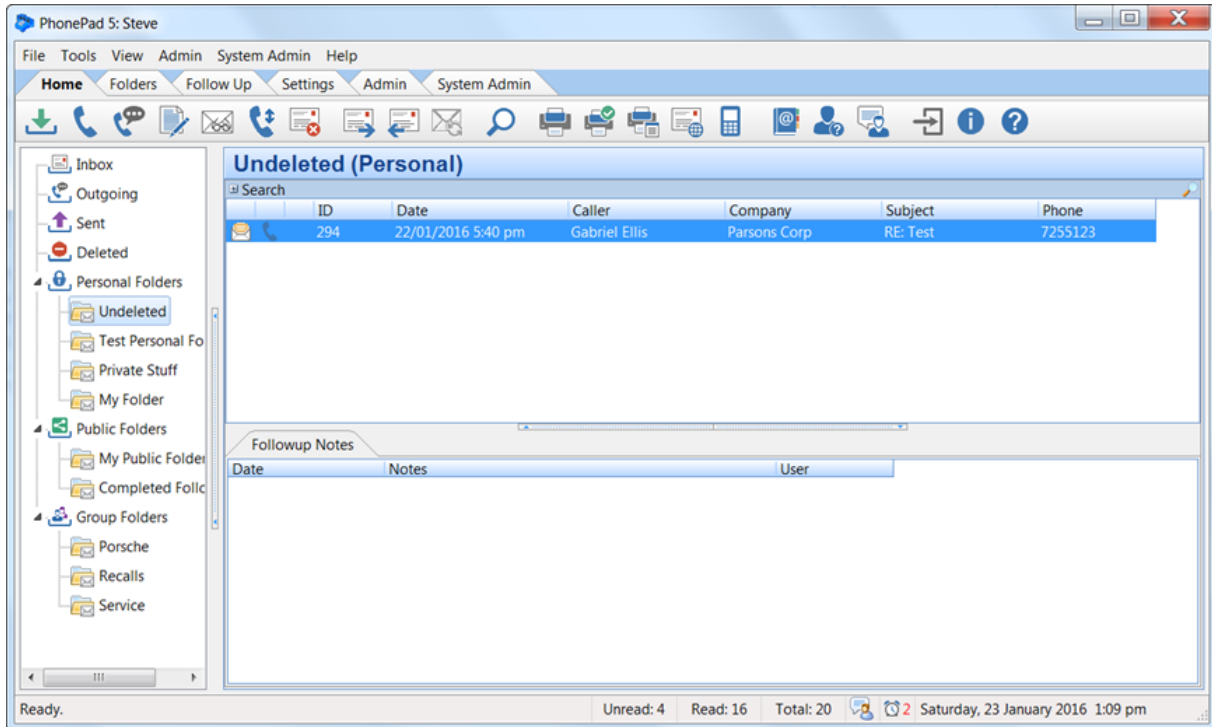 PhonePad 5: Steve
File Tools View Admin System Admin Help
Home Folders Follow Up Settings Admin System Admin
Inbox
Outgoing
Sent
Deleted
Personal Folders
Undeleted
Test Personal Fo
Private Stuff
My Folder
Public Folders
My Public Folder
Completed Follo
Group Folders
Porsche
Recalls
Service
Undeleted (Personal)
Search
ID Date Caller Company Subject Phone
294 22/01/2016 5:40 pm Gabriel Ellis Parsons Corp RE: Test 7255123
Followup Notes
Date Notes User
Ready. Unread: 4 Read: 16 Total: 20 2 Saturday, 23 January 2016 1:09 pm